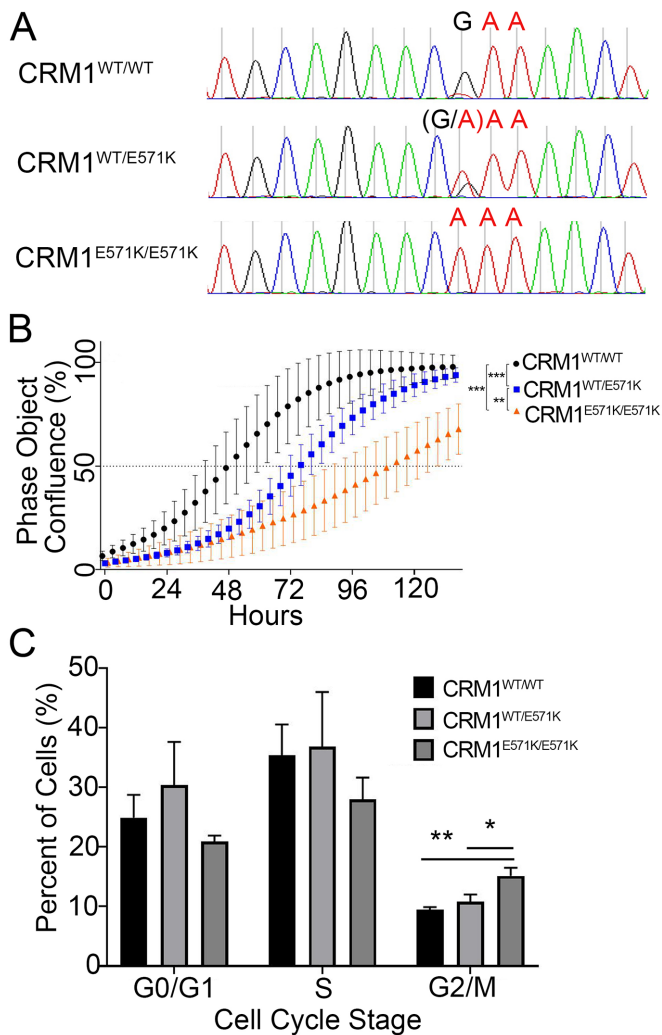 A
G A A
CRM1WT/WT
(G/A)A A
CRM1WT/E571K
A A A
CRM1E571K/E571K
B
100
50
0
Phase Object
Confluence (%)
0 24 48 72 96 120
Hours
*** *** **
CRM1WT/WT
CRM1WT/E571K
CRM1E571K/E571K
C
50
40
30
20
10
0
Percent of Cells (%)
CRM1WT/WT
CRM1WT/E571K
CRM1E571K/E571K
** *
G0/G1 S G2/M
Cell Cycle Stage